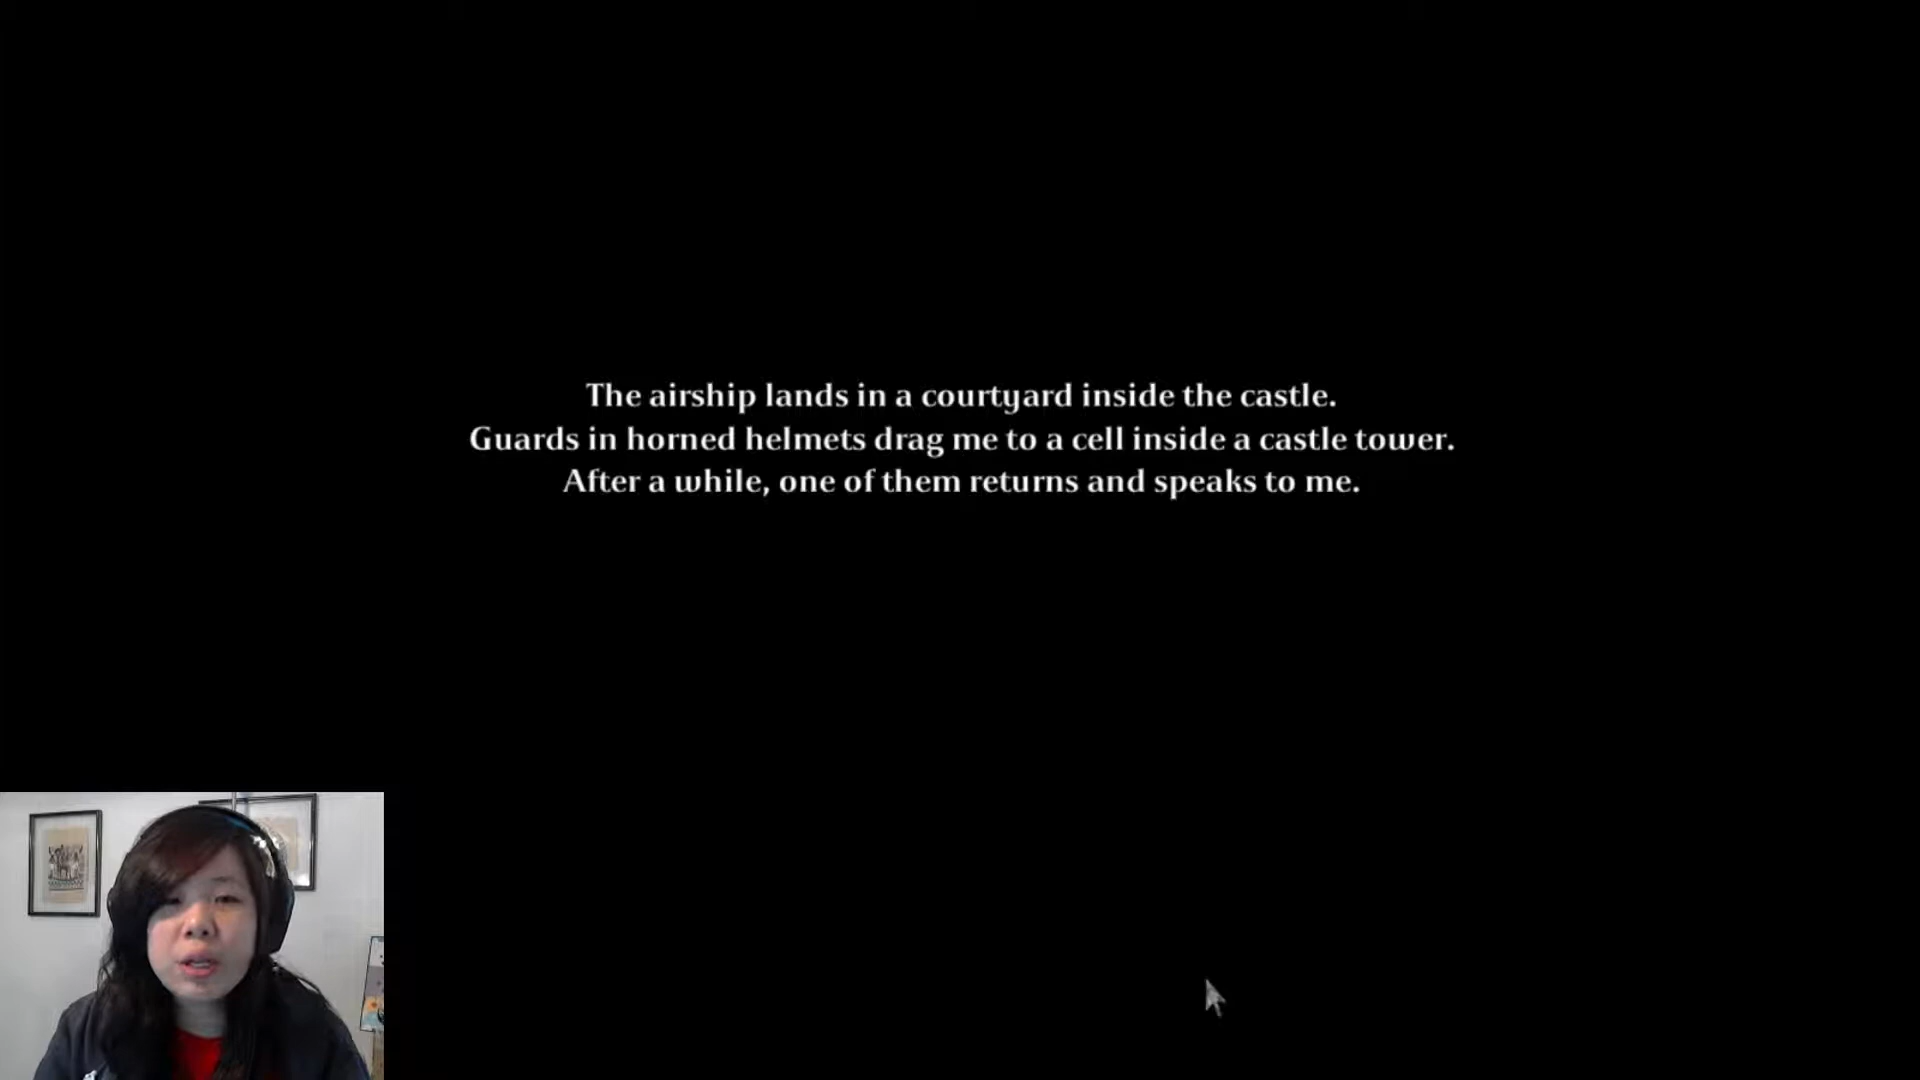 The airship lands in a courtyard inside the castle.
Guards in horned helmets drag me to a cell inside a castle tower.
After a while, one of them returns and speaks to me.